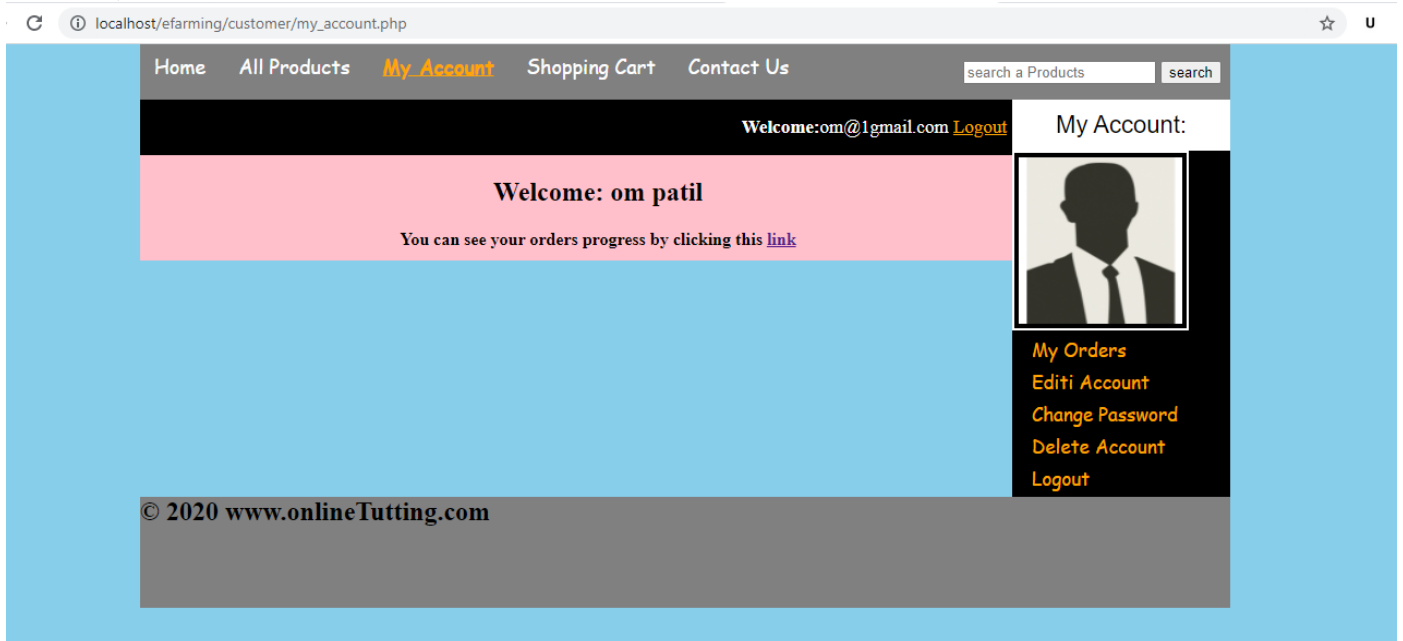 localhost/efarming/customer/my_account.php
U
Home All Products My Account Shopping Cart Contact Us search a Products search
Welcome:om@1gmail.com Logout
My Account:
Welcome: om patil
You can see your orders progress by clicking this link
My Orders
Editi Account
Change Password
Delete Account
Logout
© 2020 www.onlineTutting.com